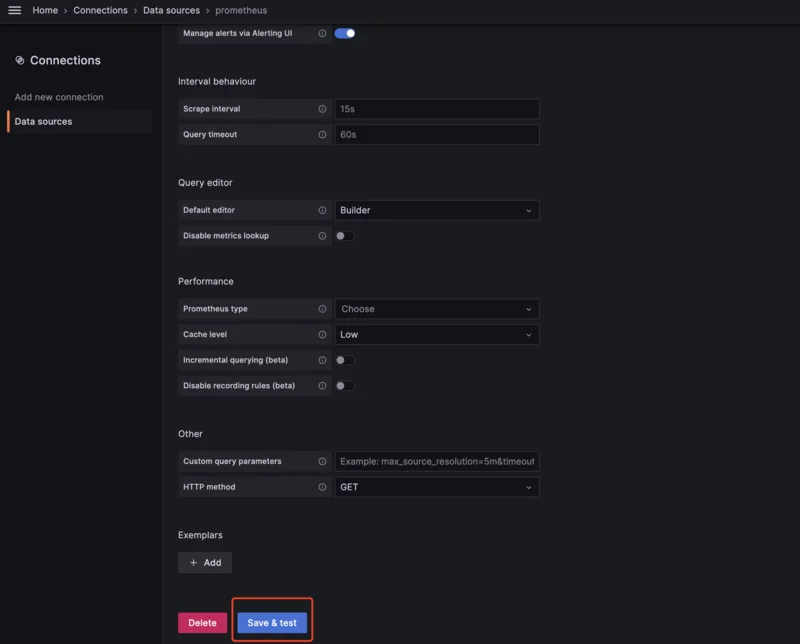 Home > Connections > Data sources > prometheus
Connections
Add new connection
Data sources
Manage alerts via Alerting UI
Interval behaviour
Scrape interval 15s
Query timeout 60s
Query editor
Default editor Builder
Disable metrics lookup
Performance
Prometheus type Choose
Cache level Low
Incremental querying (beta)
Disable recording rules (beta)
Other
Custom query parameters Example: max_source_resolution=5m&timeout
HTTP method GET
Exemplars
+ Add
Delete Save & test